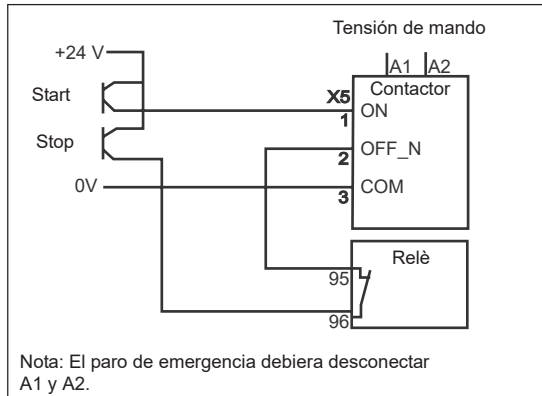 Tensión de mando
+24 V
A1 A2
Start
X5
Contactor
1
ON
Stop
2
OFF_N
0V
3
COM
Relè
95
96
Nota: El paro de emergencia debiera desconectar
A1 y A2.